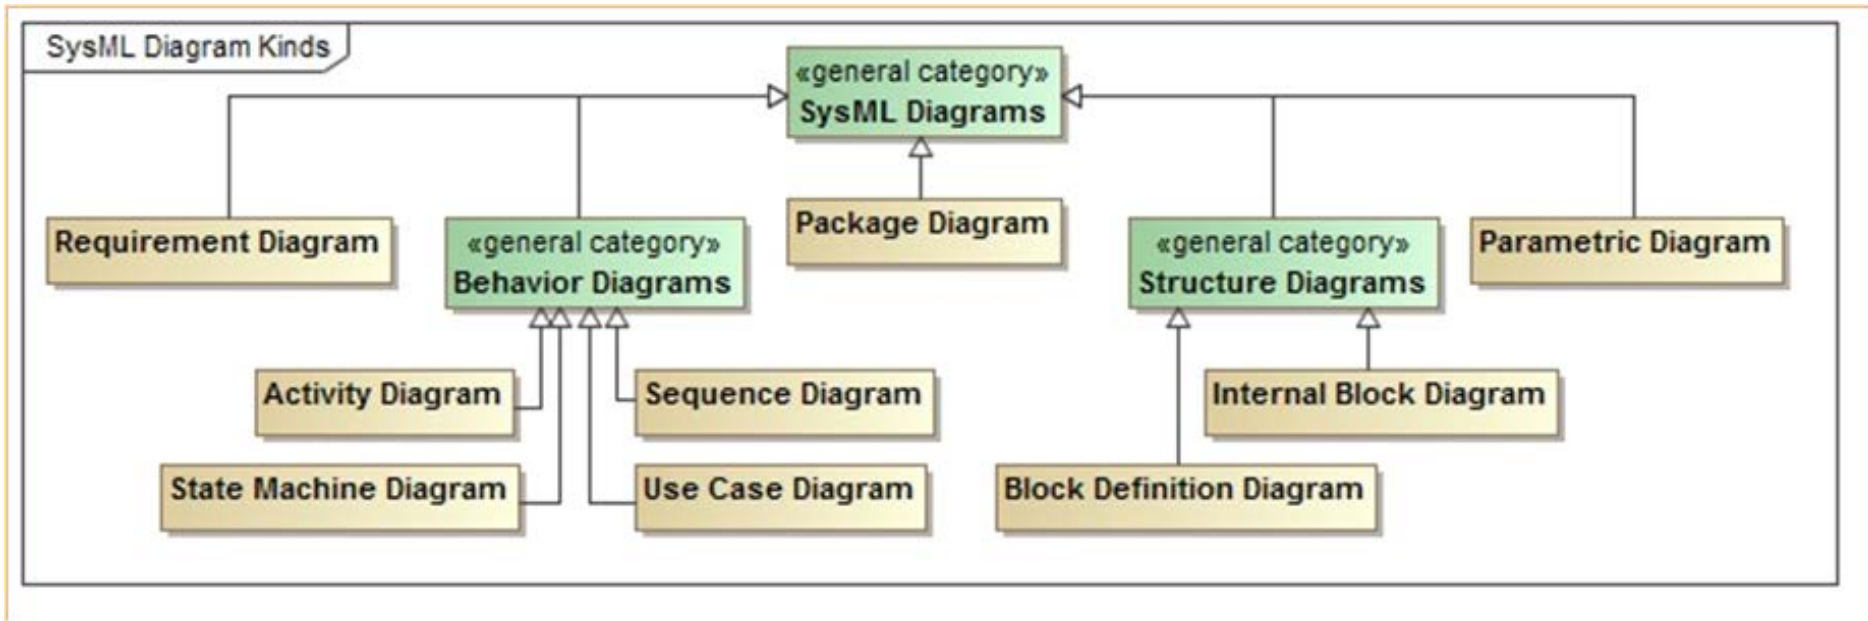 SysML Diagram Kinds
«general category»
SysML Diagrams
Requirement Diagram
«general category»
Behavior Diagrams
Package Diagram
«general category»
Structure Diagrams
Parametric Diagram
Activity Diagram
Sequence Diagram
Internal Block Diagram
State Machine Diagram
Use Case Diagram
Block Definition Diagram